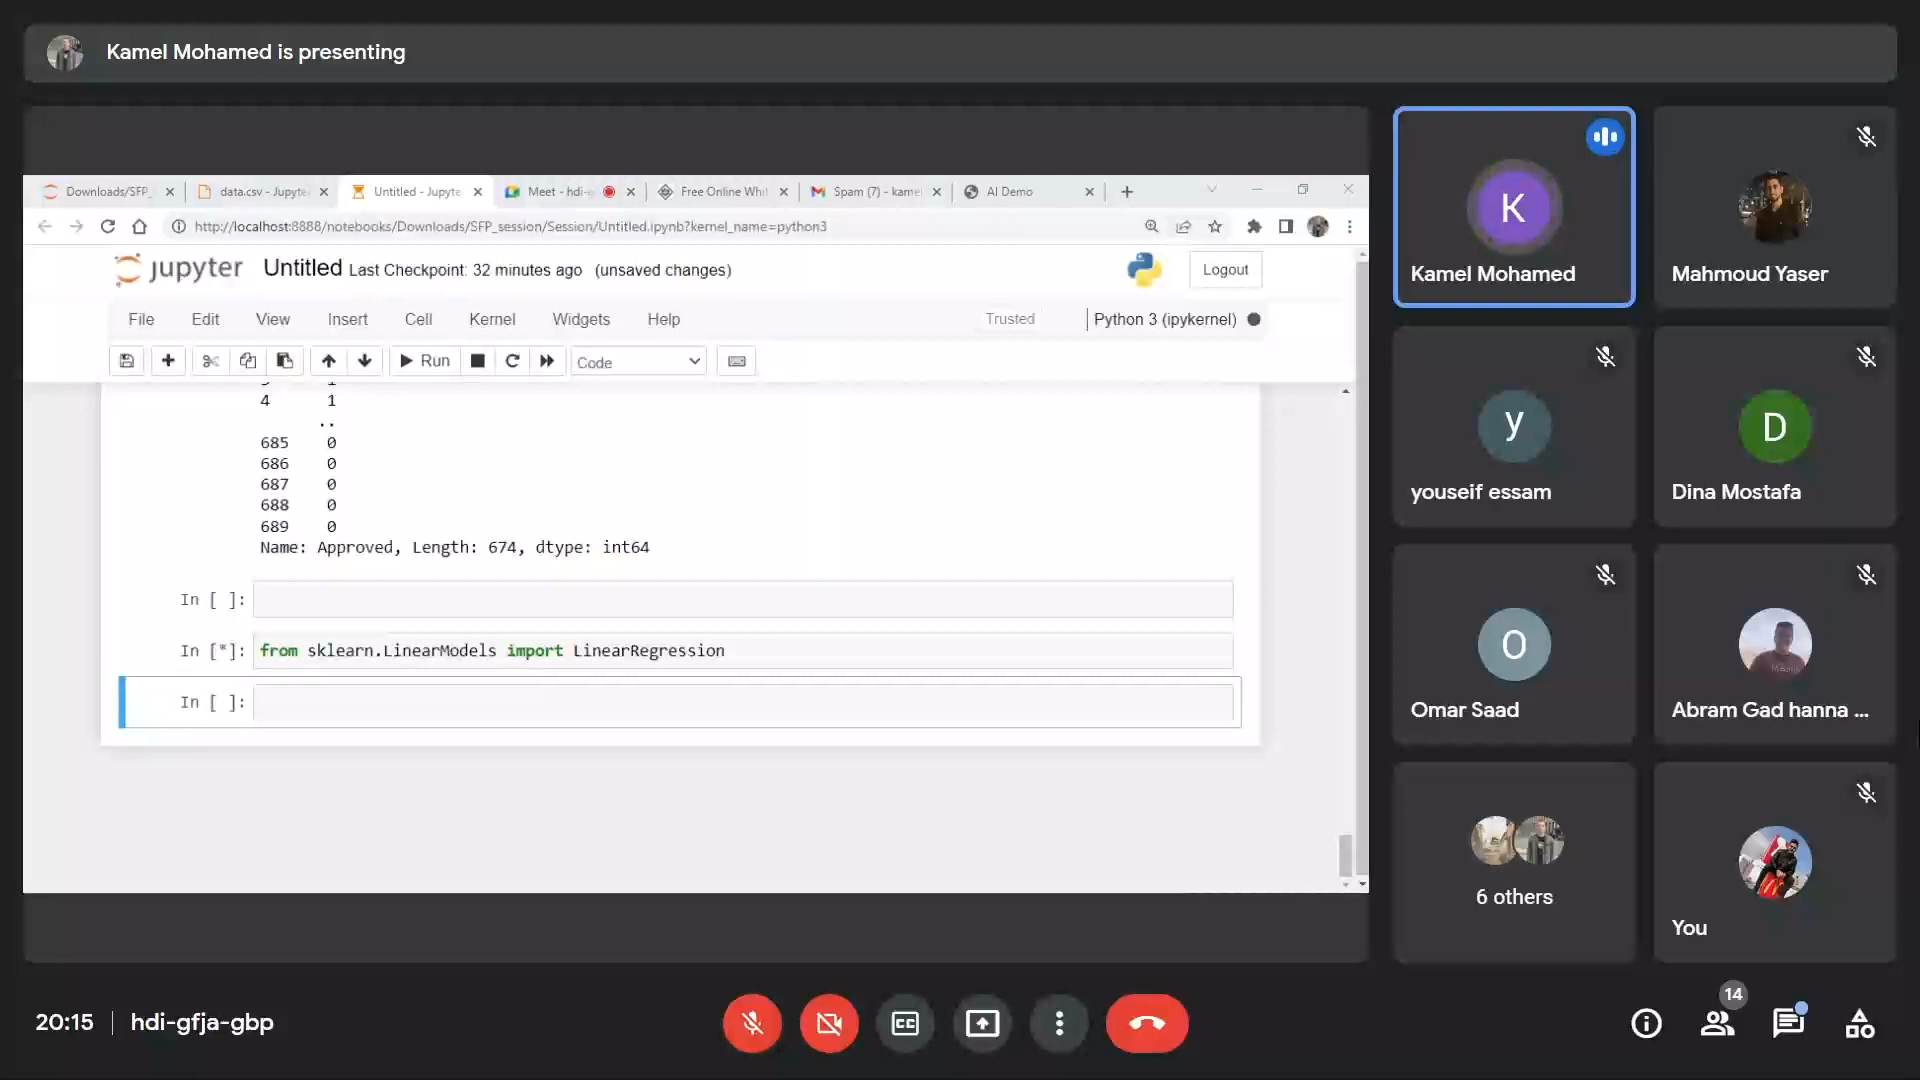 Kamel Mohamed is presenting
Downloads/SFP_
data.csv - Jupyte
Untitled - Jupyte
Meet - hdi-g
Free Online Whit
Spam (7) - kame
AI Demo
http://localhost:8888/notebooks/Downloads/SFP_session/Session/Untitled.ipynb?kernel_name=python3
jupyter Untitled Last Checkpoint: 32 minutes ago (unsaved changes)
Logout
File Edit View Insert Cell Kernel Widgets Help
Trusted
Python 3 (ipykernel)
Run
Code
4 1
..
685 0
686 0
687 0
688 0
689 0
Name: Approved, Length: 674, dtype: int64
In [ ]:
In [*]: from sklearn.LinearModels import LinearRegression
In [ ]:
K
Kamel Mohamed
Mahmoud Yaser
y
youseif essam
D
Dina Mostafa
O
Omar Saad
Abram Gad hanna ...
6 others
You
20:15
hdi-gfja-gbp
CC
14